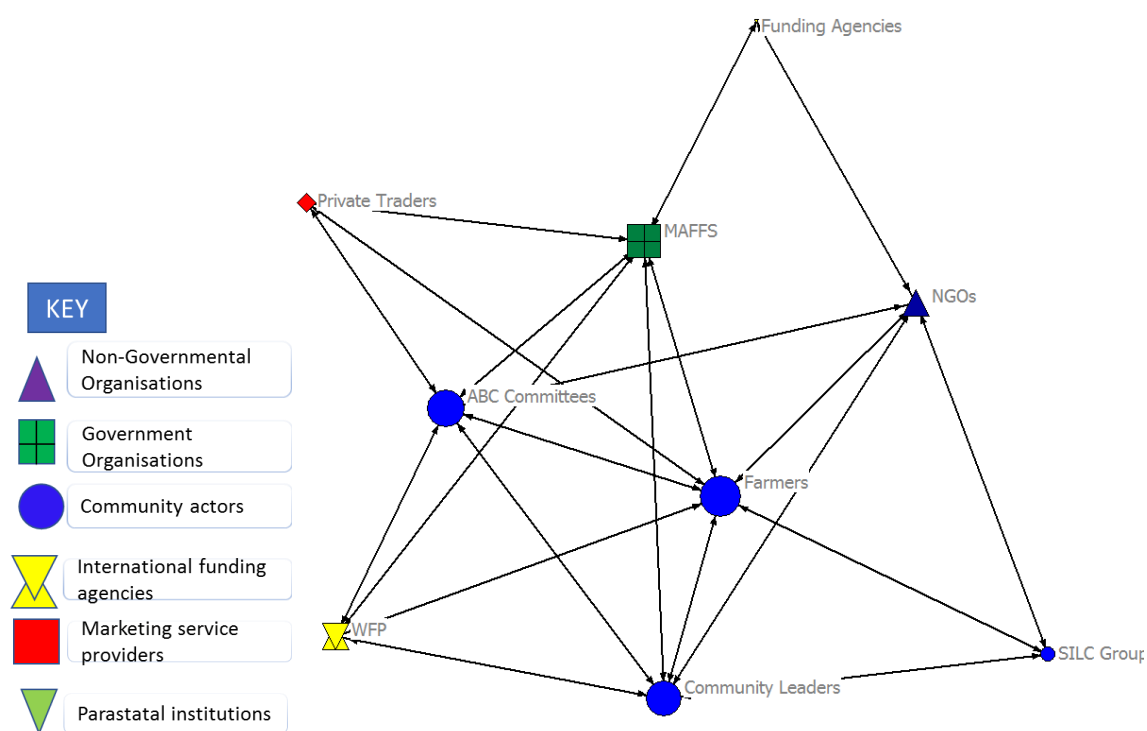 Funding Agencies
Private Traders
MAFFS
NGOs
KEY
Non-Governmental
Organisations
ABC Committees
Government
Organisations
Farmers
Community actors
International funding
agencies
WFP
Marketing service
providers
SILC Group
Community Leaders
Parastatal institutions